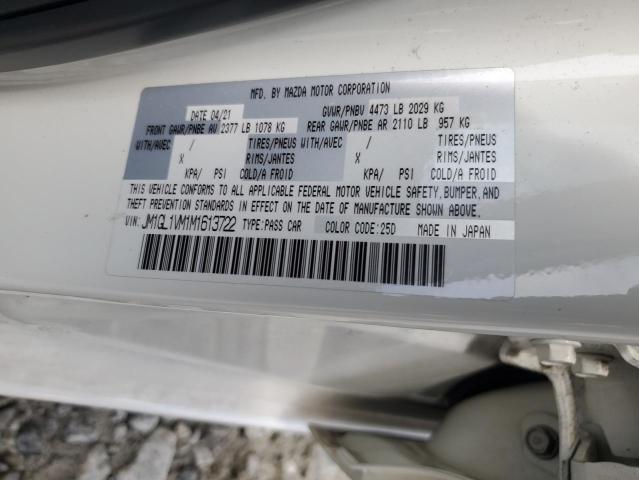 MFD. BY MAZDA MOTOR CORPORATION
DATE 04/21 GVWR/PNBV 4473 LB 2029 KG
FRONT GAWR/PNBE AV 2377 LB 1078 KG REAR GAWR/PNBE AR 2110 LB 957 KG
WITH/AVEC / TIRES/PNEUS WITH/AVEC / TIRES/PNEUS
X RIMS/JANTES X RIMS/JANTES
KPA/ PSI COLD/A FROID KPA/ PSI COLD/A FROID
THIS VEHICLE CONFORMS TO ALL APPLICABLE FEDERAL MOTOR VEHICLE SAFETY, BUMPER, AND
THEFT PREVENTION STANDARDS IN EFFECT ON THE DATE OF MANUFACTURE SHOWN ABOVE.
VIN: JM1GL1VM1M1613722 TYPE:PASS CAR COLOR CODE:25D MADE IN JAPAN